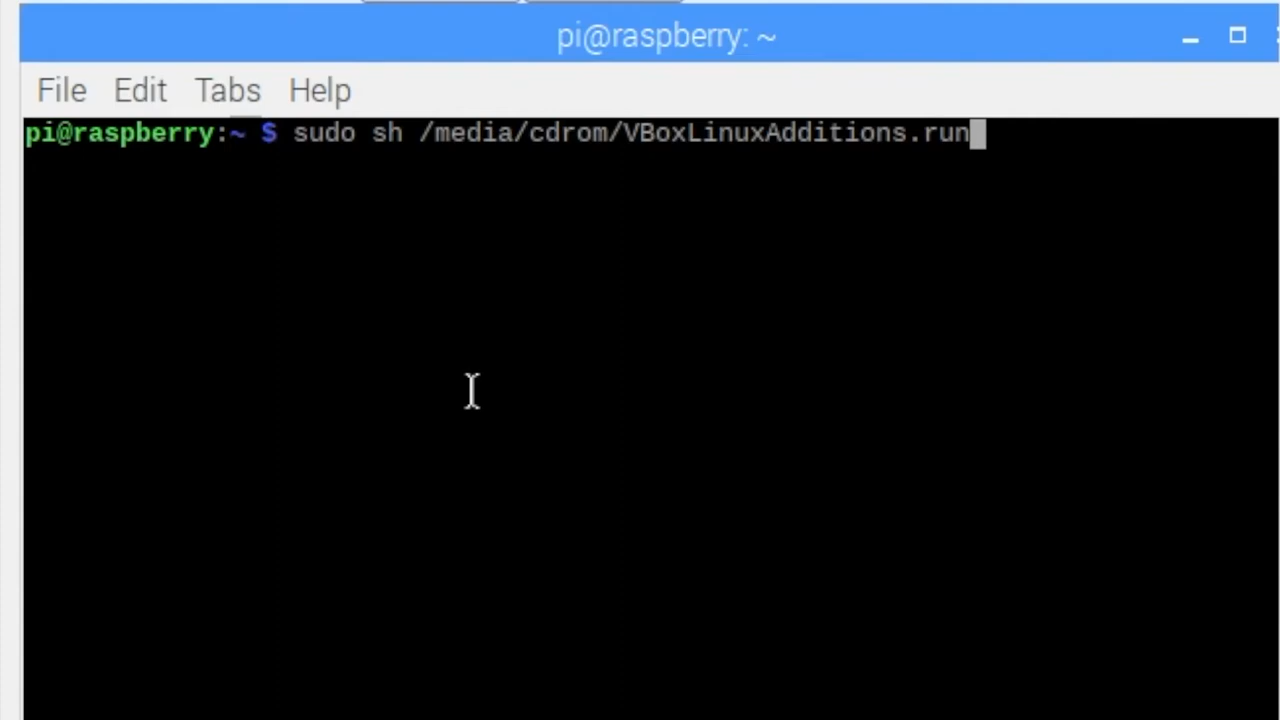 pi@raspberry: ~
File Edit Tabs Help
pi@raspberry:~ $ sudo sh /media/cdrom/VBoxLinuxAdditions.run